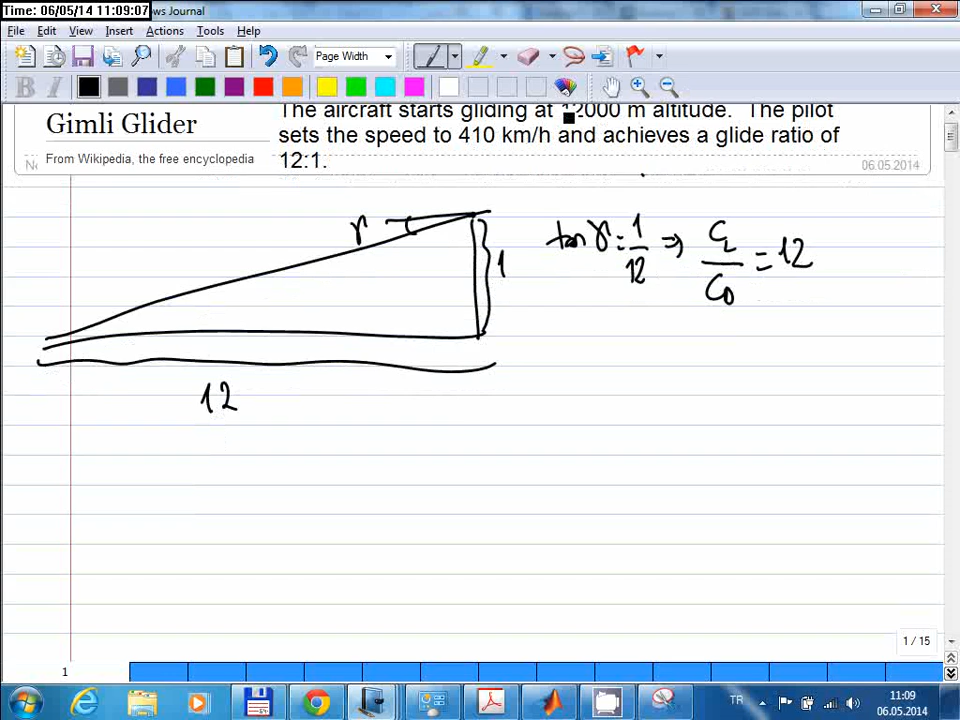 Time: 06/05/14 11:09:07
ws Journal
File Edit View Insert Actions Tools Help
Page Width
B I
Gimli Glider
From Wikipedia, the free encyclopedia
The aircraft starts gliding at 12000 m altitude. The pilot
sets the speed to 410 km/h and achieves a glide ratio of
12:1.
06.05.2014
γ
1
12
tan γ = 1/12 ⇒ CL/CD = 12
1 / 15
1
TR
11:09
06.05.2014